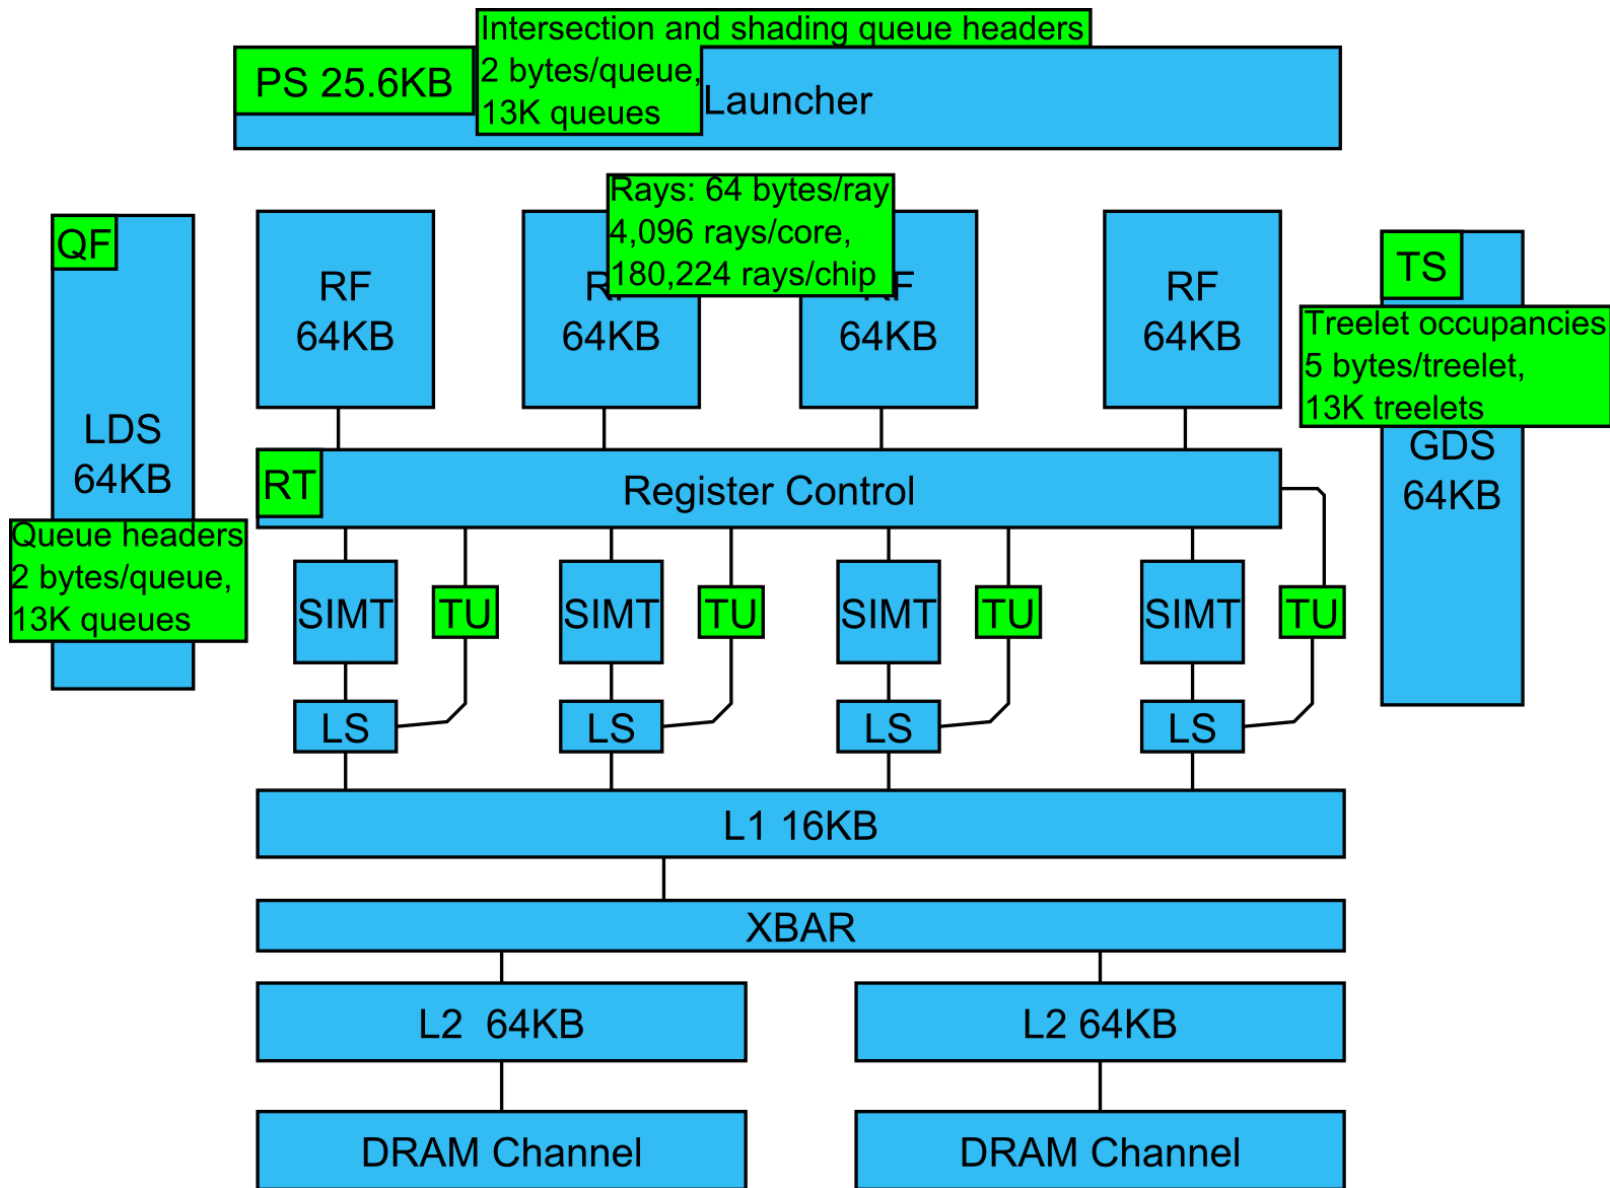 Intersection and shading queue headers
2 bytes/queue,
13K queues
PS 25.6KB
Launcher
Rays: 64 bytes/ray
4,096 rays/core,
180,224 rays/chip
QF
LDS
64KB
Queue headers
2 bytes/queue,
13K queues
RF
64KB
RF
64KB
RF
64KB
RF
64KB
TS
Treelet occupancies
5 bytes/treelet,
13K treelets
GDS
64KB
RT
Register Control
SIMT
TU
SIMT
TU
SIMT
TU
SIMT
TU
LS
LS
LS
LS
L1 16KB
XBAR
L2 64KB
L2 64KB
DRAM Channel
DRAM Channel